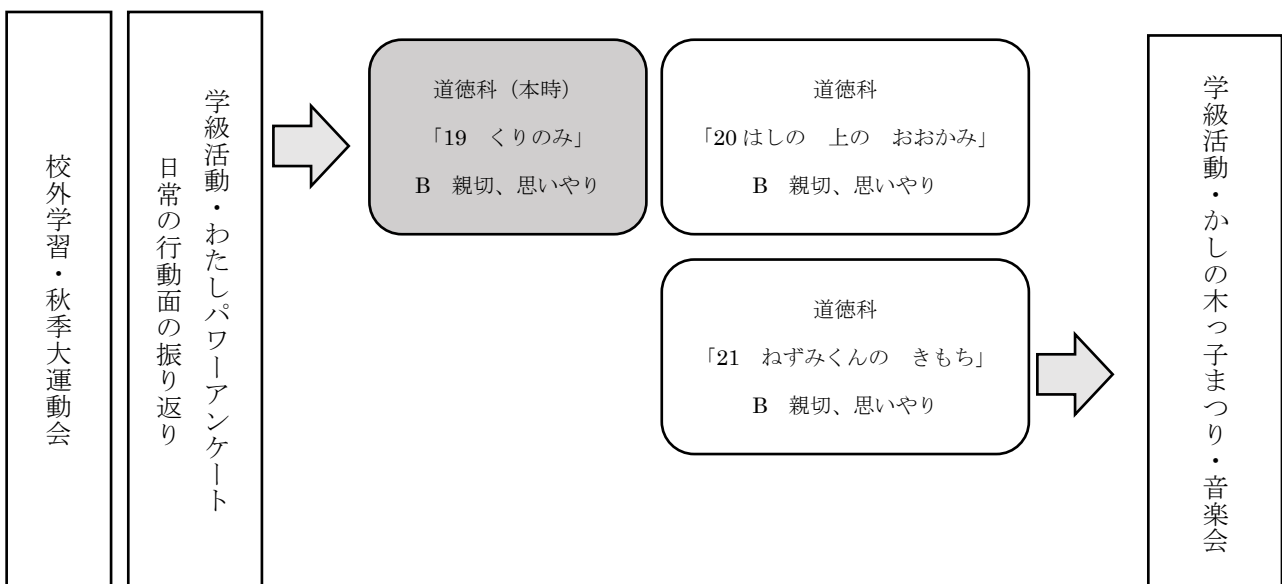 校外学習・秋季大運動会
学級活動・わたしパワーアンケート
日常の行動面の振り返り
道徳科（本時）
「19　くりのみ」
B　親切、思いやり
道徳科
「20 はしの　上の　おおかみ」
B　親切、思いやり
道徳科
「21　ねずみくんの　きもち」
B　親切、思いやり
学級活動・かしの木っ子まつり・音楽会